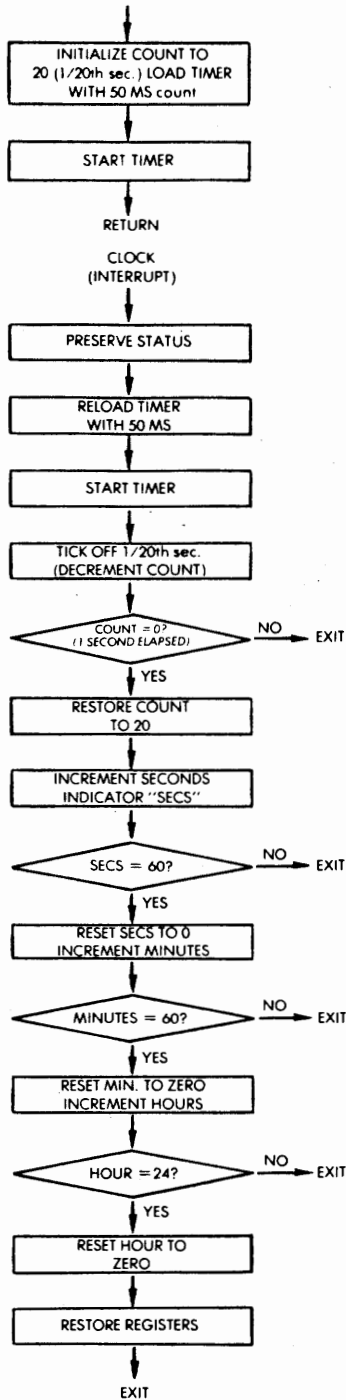 INITIALIZE COUNT TO
20 (1/20th sec.) LOAD TIMER
WITH 50 MS count
START TIMER
RETURN
CLOCK
(INTERRUPT)
PRESERVE STATUS
RELOAD TIMER
WITH 50 MS
START TIMER
TICK OFF 1/20th sec.
(DECREMENT COUNT)
COUNT = 0?
(1 SECOND ELAPSED)
NO
EXIT
YES
RESTORE COUNT
TO 20
INCREMENT SECONDS
INDICATOR "SECS"
SECS = 60?
NO
EXIT
YES
RESET SECS TO 0
INCREMENT MINUTES
MINUTES = 60?
NO
EXIT
YES
RESET MIN. TO ZERO
INCREMENT HOURS
HOUR = 24?
NO
EXIT
YES
RESET HOUR TO
ZERO
RESTORE REGISTERS
EXIT